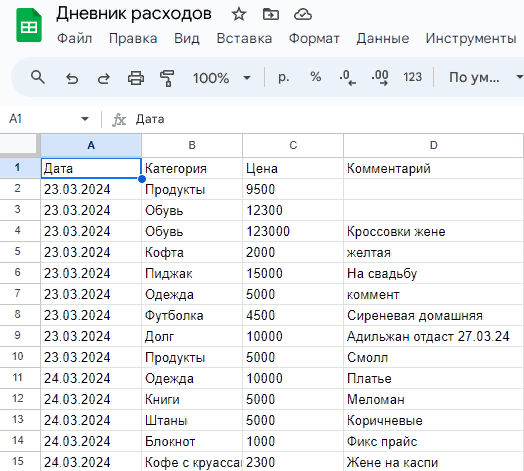 Дневник расходов
Файл Правка Вид Вставка Формат Данные Инструменты
100% р. % .0 .00 123 По ум...
A1 fx Дата
A B C D
1 Дата Категория Цена Комментарий
2 23.03.2024 Продукты 9500
3 23.03.2024 Обувь 12300
4 23.03.2024 Обувь 123000 Кроссовки жене
5 23.03.2024 Кофта 2000 желтая
6 23.03.2024 Пиджак 15000 На свадьбу
7 23.03.2024 Одежда 5000 коммент
8 23.03.2024 Футболка 4500 Сиреневая домашняя
9 23.03.2024 Долг 10000 Адильжан отдаст 27.03.24
10 23.03.2024 Продукты 5000 Смолл
11 24.03.2024 Одежда 10000 Платье
12 24.03.2024 Книги 5000 Меломан
13 24.03.2024 Штаны 5000 Коричневые
14 24.03.2024 Блокнот 1000 Фикс прайс
15 24.03.2024 Кофе с круасса 2300 Жене на каспи